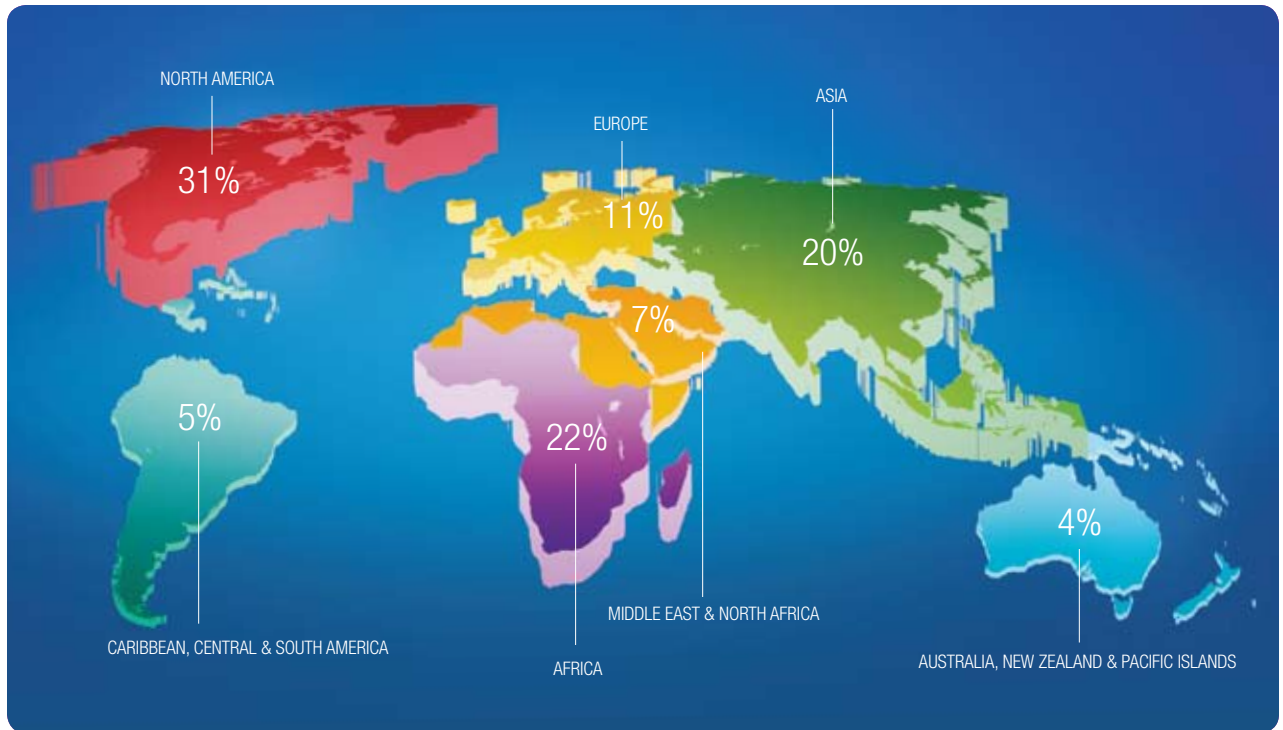 NORTH AMERICA
31%
EUROPE
11%
ASIA
20%
7%
MIDDLE EAST & NORTH AFRICA
5%
CARIBBEAN, CENTRAL & SOUTH AMERICA
22%
AFRICA
4%
AUSTRALIA, NEW ZEALAND & PACIFIC ISLANDS